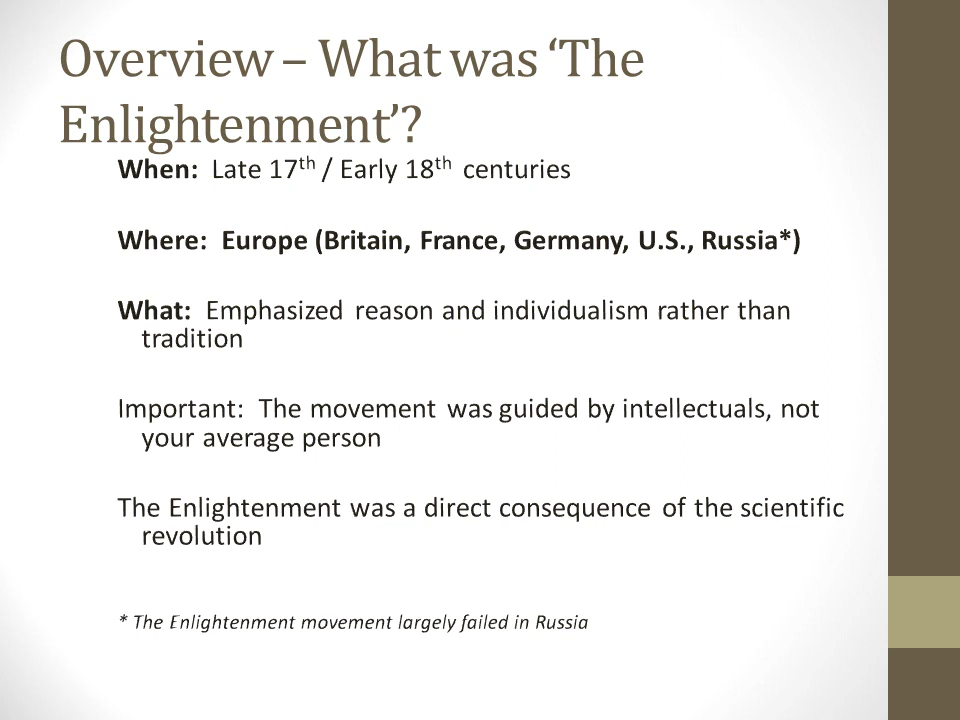 Overview – What was ‘The
Enlightenment’?
When: Late 17th / Early 18th centuries
Where: Europe (Britain, France, Germany, U.S., Russia*)
What: Emphasized reason and individualism rather than
tradition
Important: The movement was guided by intellectuals, not
your average person
The Enlightenment was a direct consequence of the scientific
revolution
* The Enlightenment movement largely failed in Russia